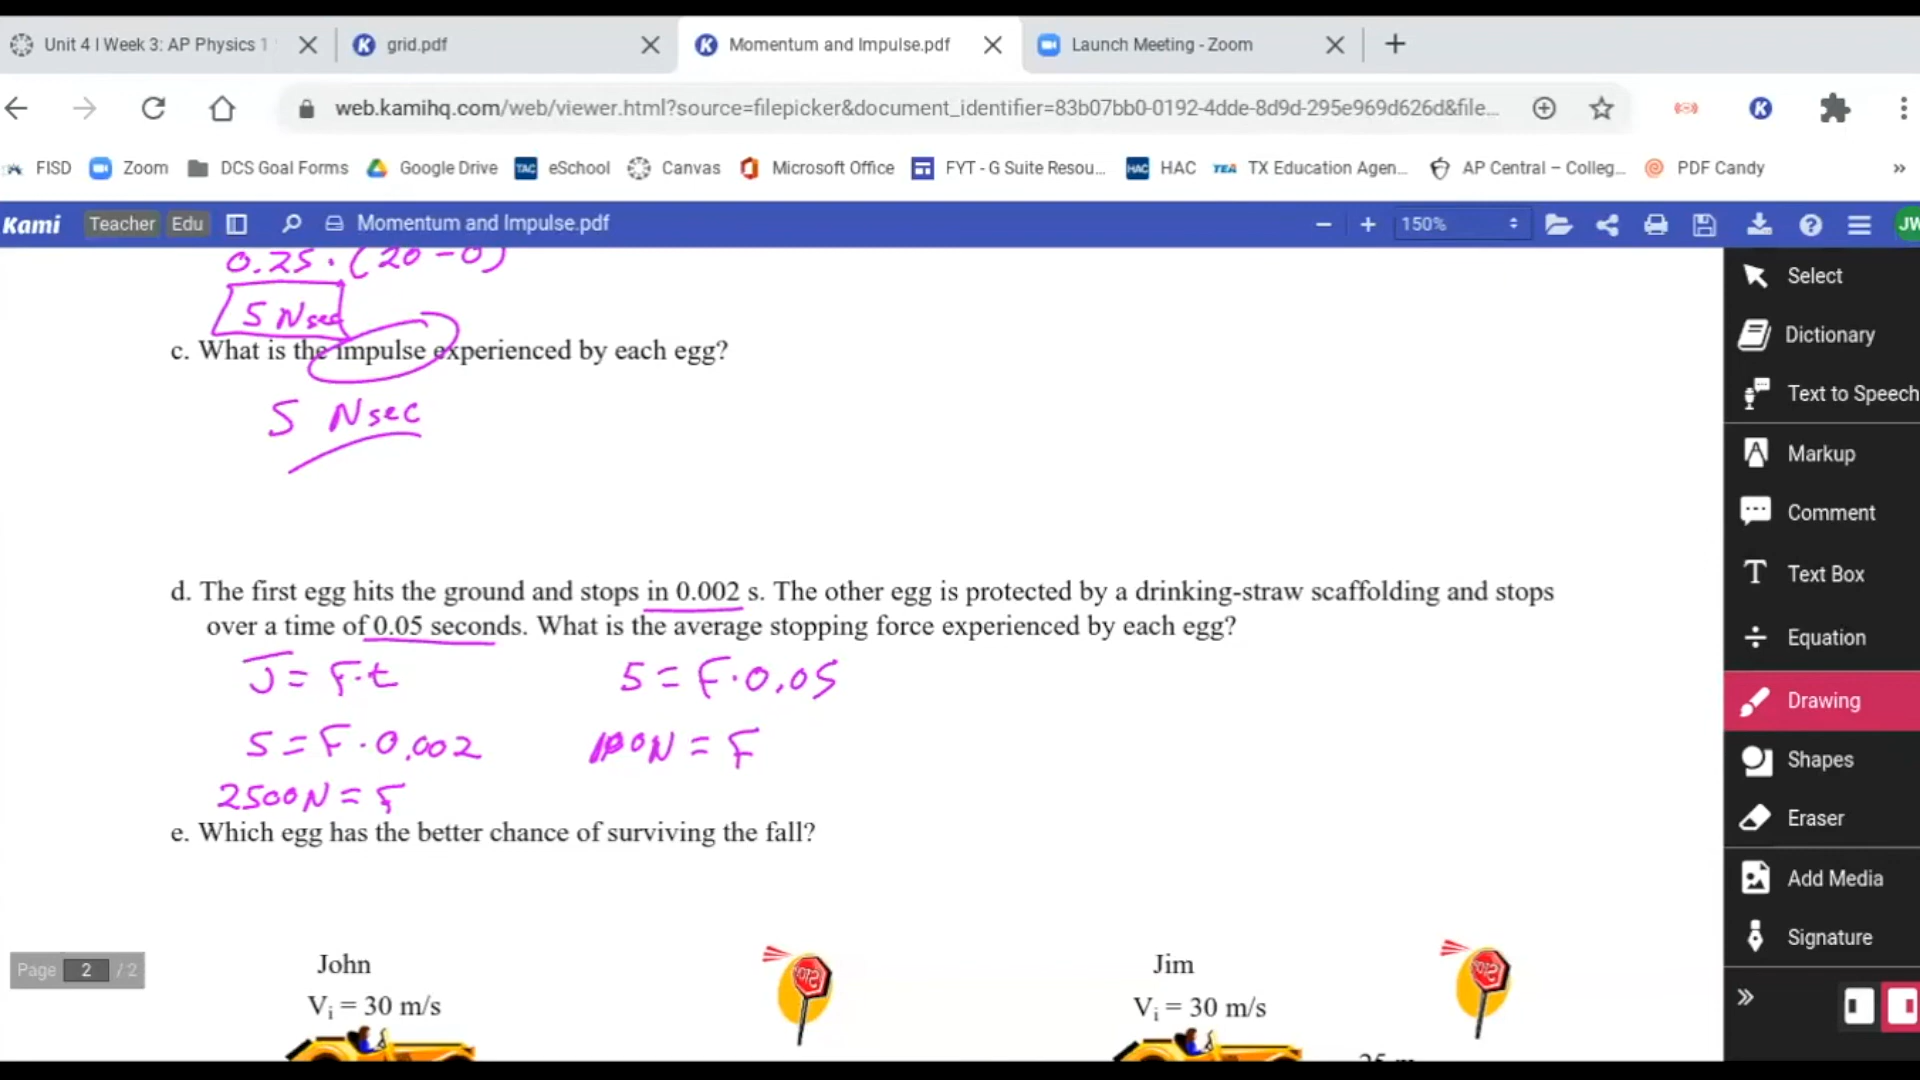 Unit 4 | Week 3: AP Physics 1
grid.pdf
Momentum and Impulse.pdf
Launch Meeting - Zoom
web.kamihq.com/web/viewer.html?source=filepicker&document_identifier=83b07bb0-0192-4dde-8d9d-295e969d626d&file...
FISD Zoom DCS Goal Forms Google Drive TAC eSchool Canvas Microsoft Office FYT - G Suite Resou... HAC HAC TEA TX Education Agen... AP Central – Colleg... PDF Candy »
Kami Teacher Edu Momentum and Impulse.pdf 150% JW
0.25 · (20 - 0)
5 Nsec
c. What is the impulse experienced by each egg?
5 Nsec
d. The first egg hits the ground and stops in 0.002 s. The other egg is protected by a drinking-straw scaffolding and stops
over a time of 0.05 seconds. What is the average stopping force experienced by each egg?
J = F·t
5 = F·0.05
5 = F·0.002
100N = F
2500N = F
e. Which egg has the better chance of surviving the fall?
John
Vi = 30 m/s
STOP
Jim
Vi = 30 m/s
STOP
Page 2 / 2
Select
Dictionary
Text to Speech
Markup
Comment
Text Box
Equation
Drawing
Shapes
Eraser
Add Media
Signature